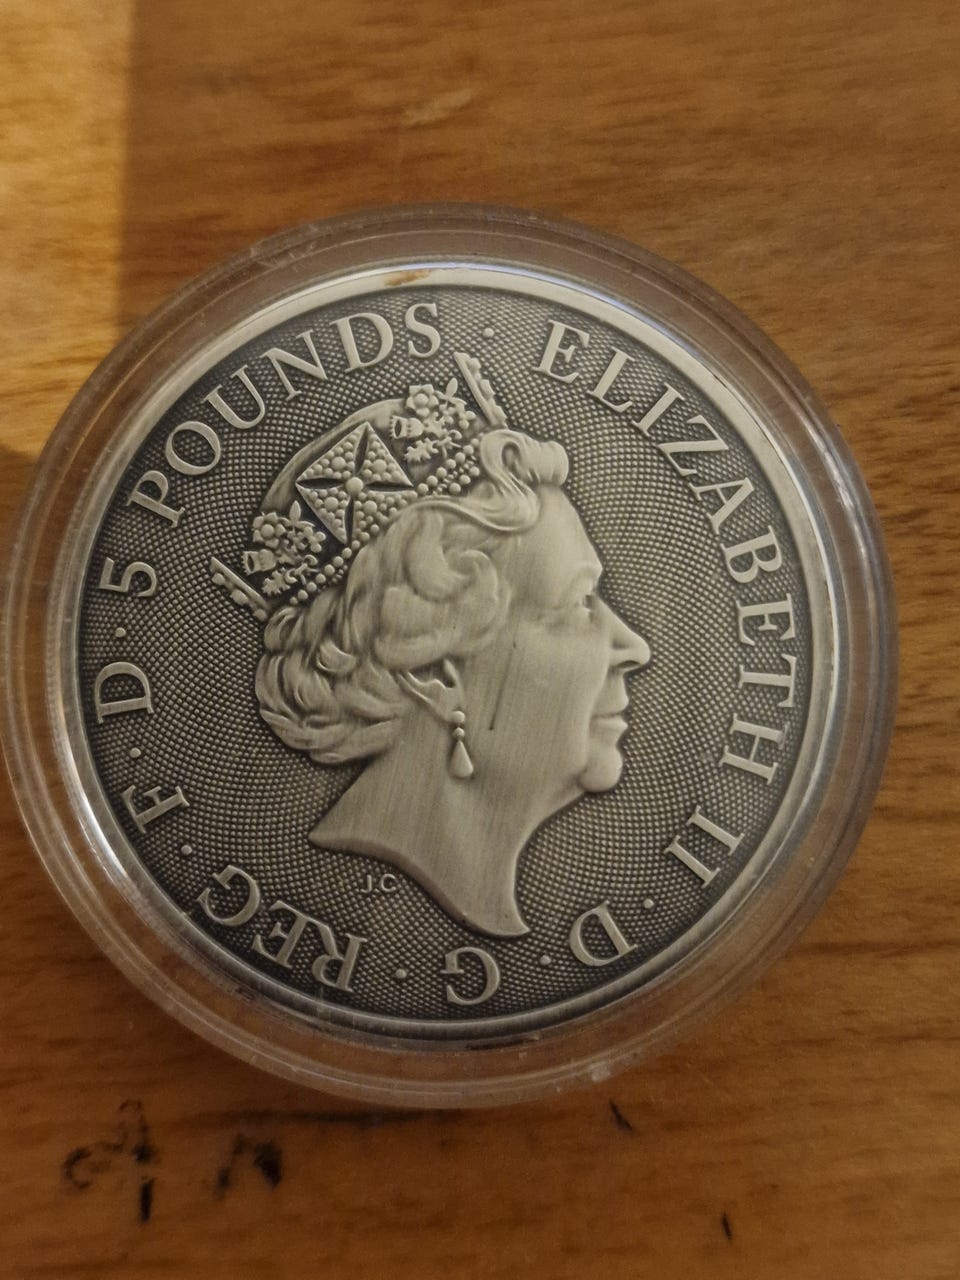 ELIZABETH II · D · G · REG · F · D · 5 POUNDS ·
J.C